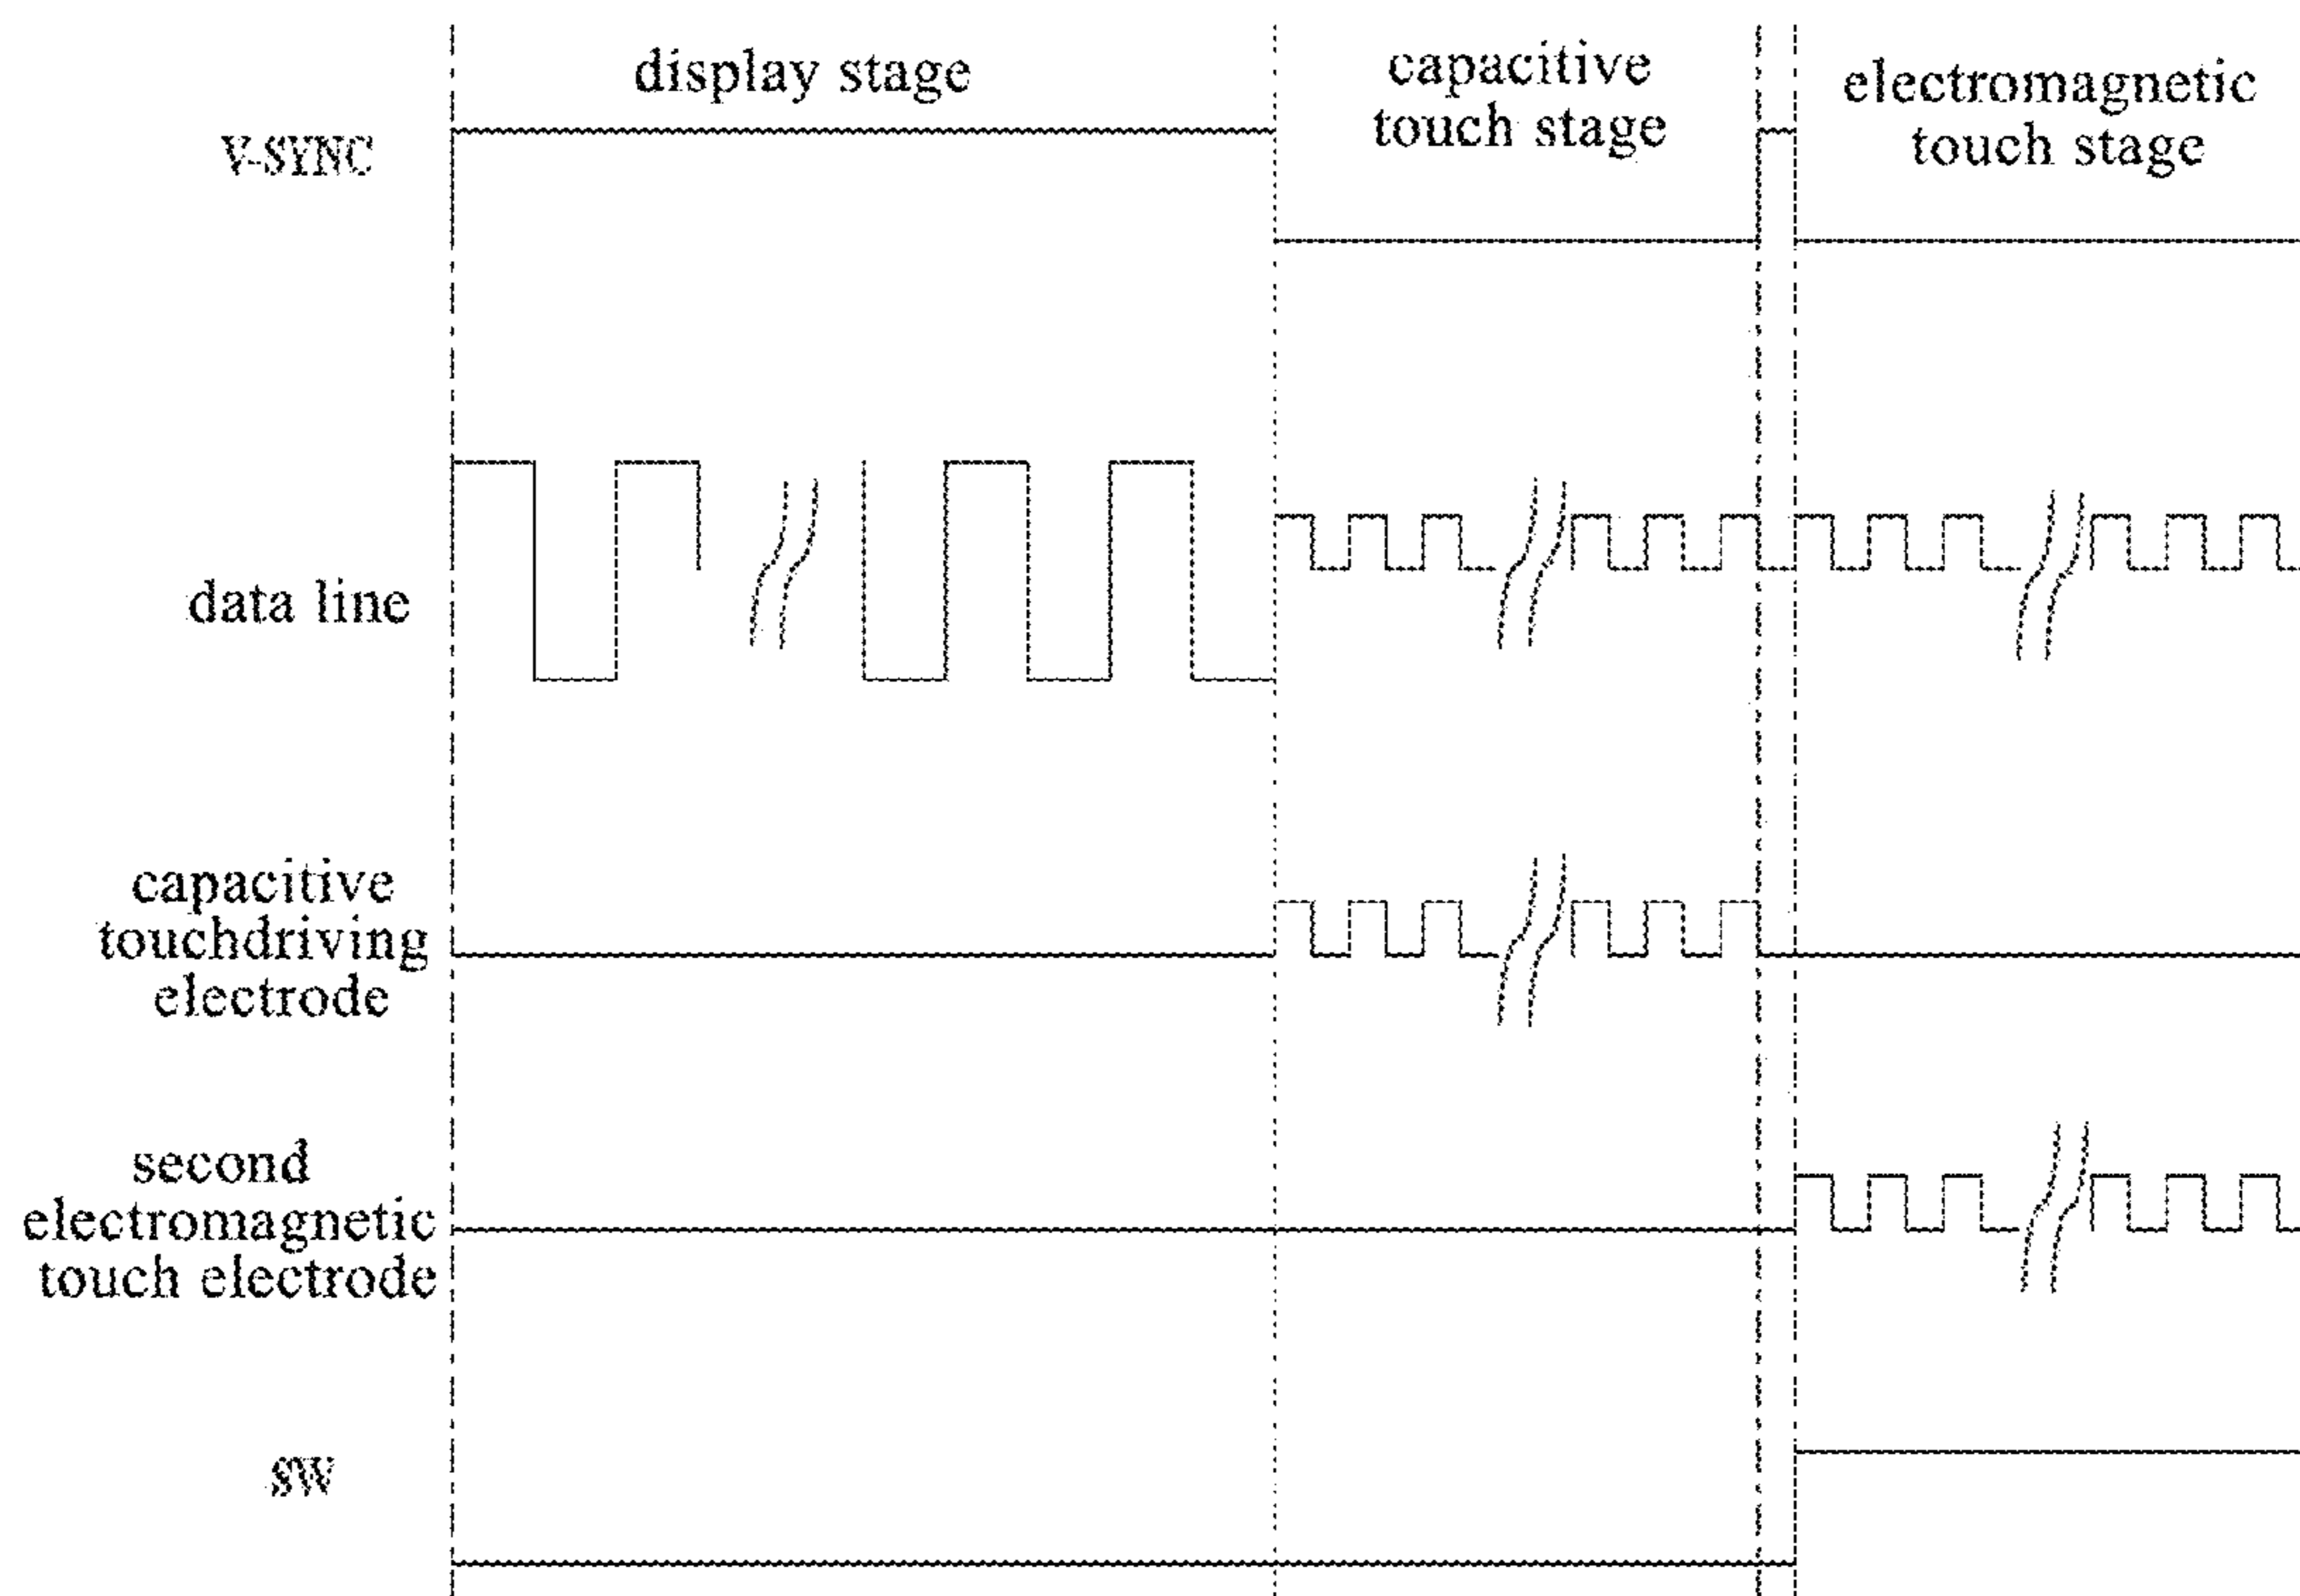 display stage
capacitive
touch stage
electromagnetic
touch stage
V-SYNC
data line
capacitive
touchdriving
electrode
second
electromagnetic
touch electrode
SW